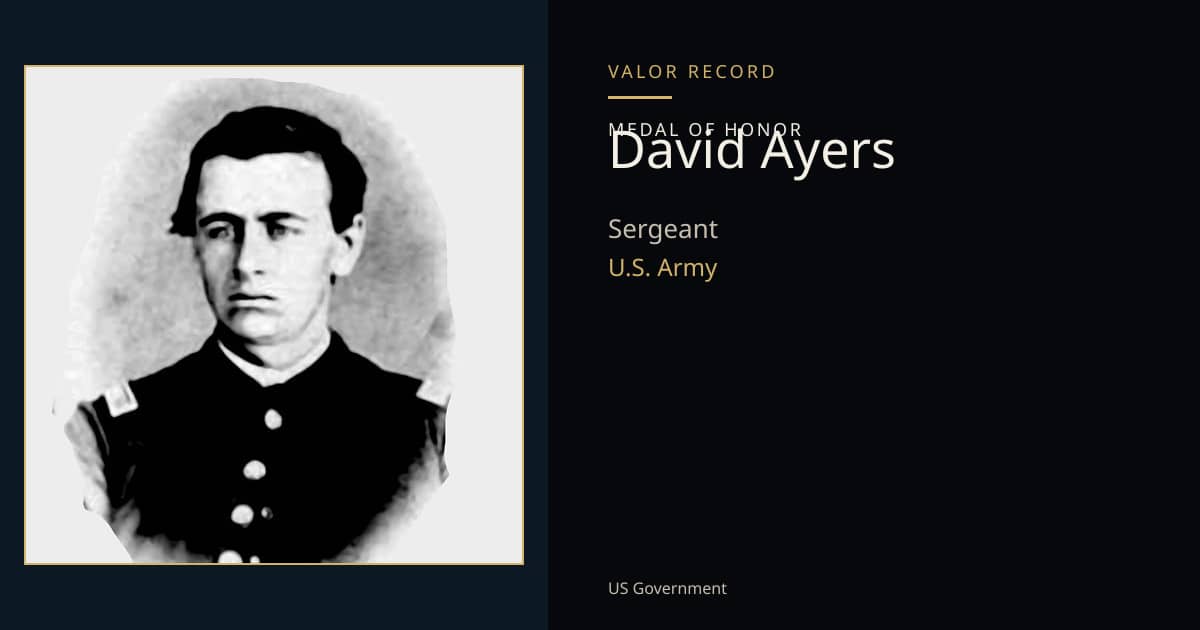 VALOR RECORD
MEDAL OF HONOR
David Ayers
Sergeant
U.S. Army
US Government